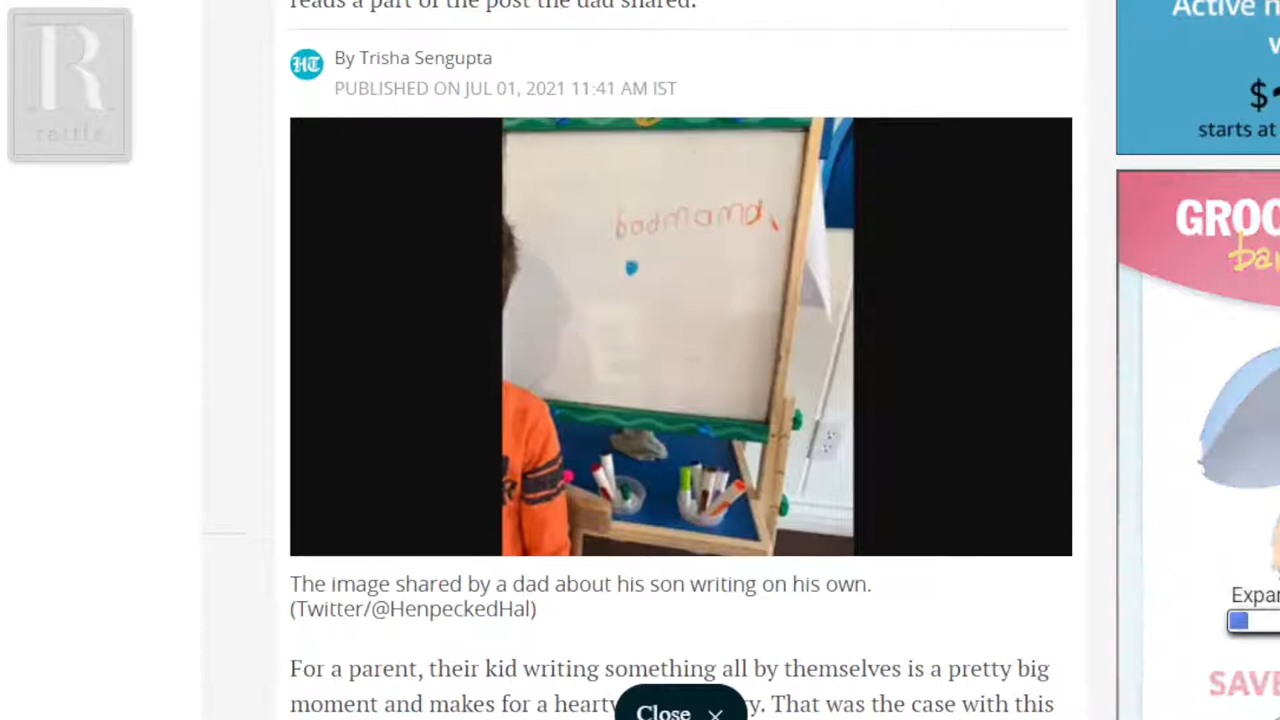 reads a part of the post the dad shared.
HT
By Trisha Sengupta
PUBLISHED ON JUL 01, 2021 11:41 AM IST
badmama
The image shared by a dad about his son writing on his own.
(Twitter/@HenpeckedHal)
For a parent, their kid writing something all by themselves is a pretty big
moment and makes for a That was the case with this
Close
R
rattle
Active
$
starts at
GROC
SAVE